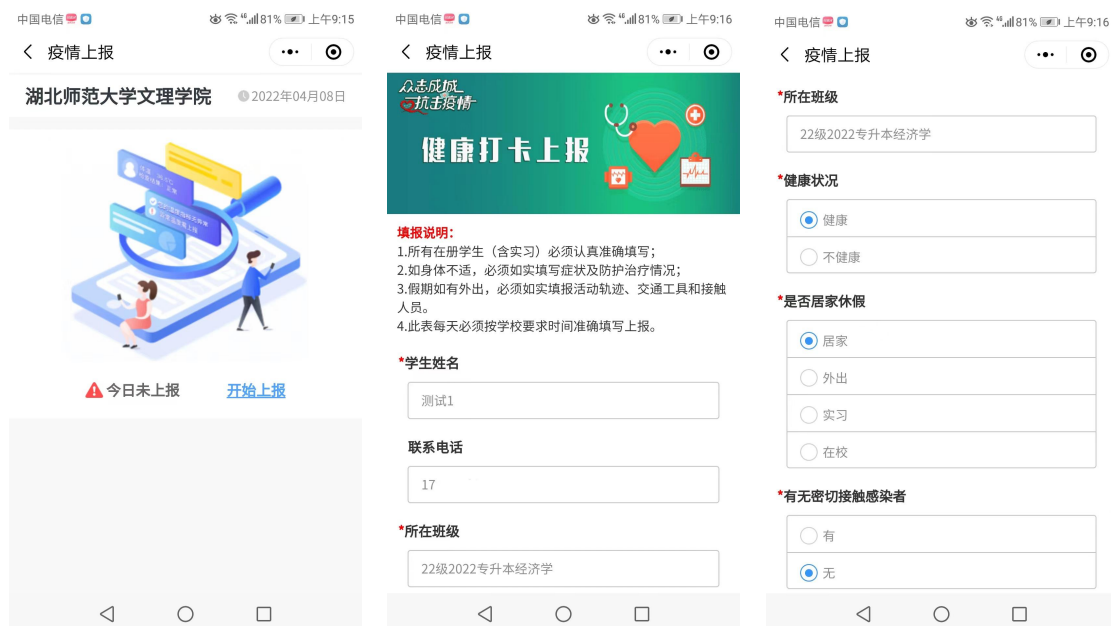 中国电信
81%
上午9:15
疫情上报
湖北师范大学文理学院
2022年04月08日
今日未上报
开始上报
中国电信
81%
上午9:16
疫情上报
众志成城
抗击疫情
健康打卡上报
填报说明：
1.所有在册学生（含实习）必须认真准确填写；
2.如身体不适，必须如实填写症状及防护治疗情况；
3.假期如有外出，必须如实填报活动轨迹、交通工具和接触
人员。
4.此表每天必须按学校要求时间准确填写上报。
*学生姓名
测试1
联系电话
17
*所在班级
22级2022专升本经济学
中国电信
81%
上午9:16
疫情上报
*所在班级
22级2022专升本经济学
*健康状况
健康
不健康
*是否居家休假
居家
外出
实习
在校
*有无密切接触感染者
有
无